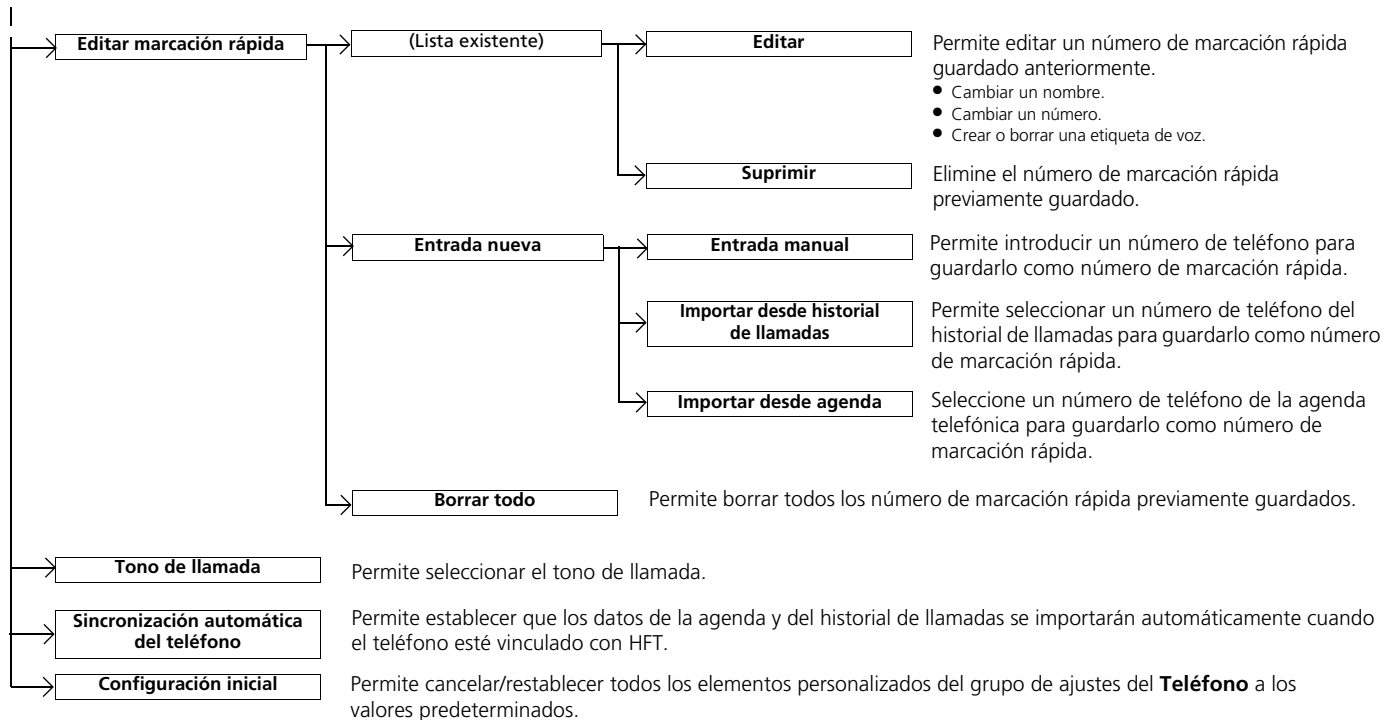 Editar marcación rápida
(Lista existente)
Editar
Permite editar un número de marcación rápida
guardado anteriormente.
● Cambiar un nombre.
● Cambiar un número.
● Crear o borrar una etiqueta de voz.
Suprimir
Elimine el número de marcación rápida
previamente guardado.
Entrada nueva
Entrada manual
Permite introducir un número de teléfono para
guardarlo como número de marcación rápida.
Importar desde historial
de llamadas
Permite seleccionar un número de teléfono del
historial de llamadas para guardarlo como número
de marcación rápida.
Importar desde agenda
Seleccione un número de teléfono de la agenda
telefónica para guardarlo como número de
marcación rápida.
Borrar todo
Permite borrar todos los número de marcación rápida previamente guardados.
Tono de llamada
Permite seleccionar el tono de llamada.
Sincronización automática
del teléfono
Permite establecer que los datos de la agenda y del historial de llamadas se importarán automáticamente cuando
el teléfono esté vinculado con HFT.
Configuración inicial
Permite cancelar/restablecer todos los elementos personalizados del grupo de ajustes del Teléfono a los
valores predeterminados.